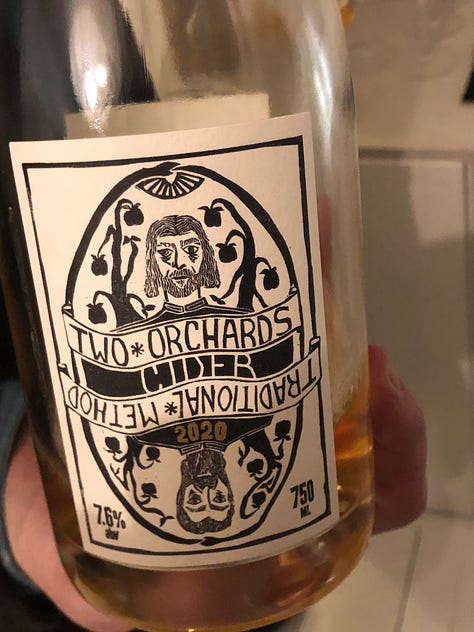 TWO * ORCHARDS
CIDER
TRADITIONAL * METHOD
2020
7.6%
abv
750
ML